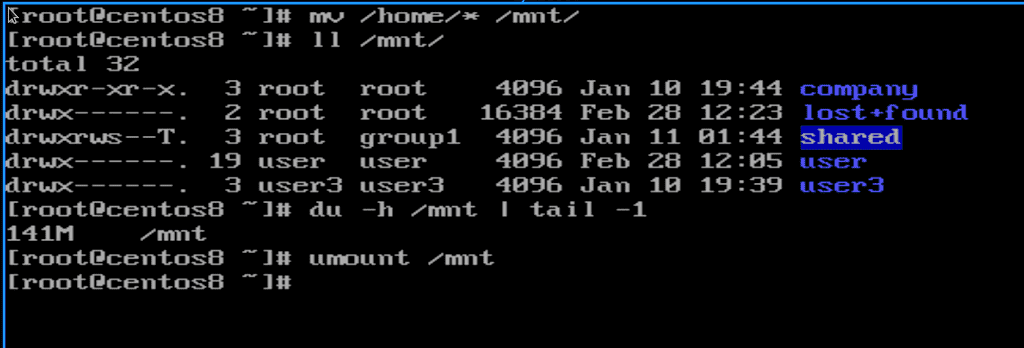 [root@centos8 ~]# mv /home/* /mnt/
[root@centos8 ~]# ll /mnt/
total 32
drwxr-xr-x.  3 root  root    4096 Jan 10 19:44 company
drwx------.  2 root  root   16384 Feb 28 12:23 lost+found
drwxrws--T.  3 root  group1  4096 Jan 11 01:44 shared
drwx------. 19 user  user    4096 Feb 28 12:05 user
drwx------.  3 user3 user3   4096 Jan 10 19:39 user3
[root@centos8 ~]# du -h /mnt | tail -1
141M    /mnt
[root@centos8 ~]# umount /mnt
[root@centos8 ~]#